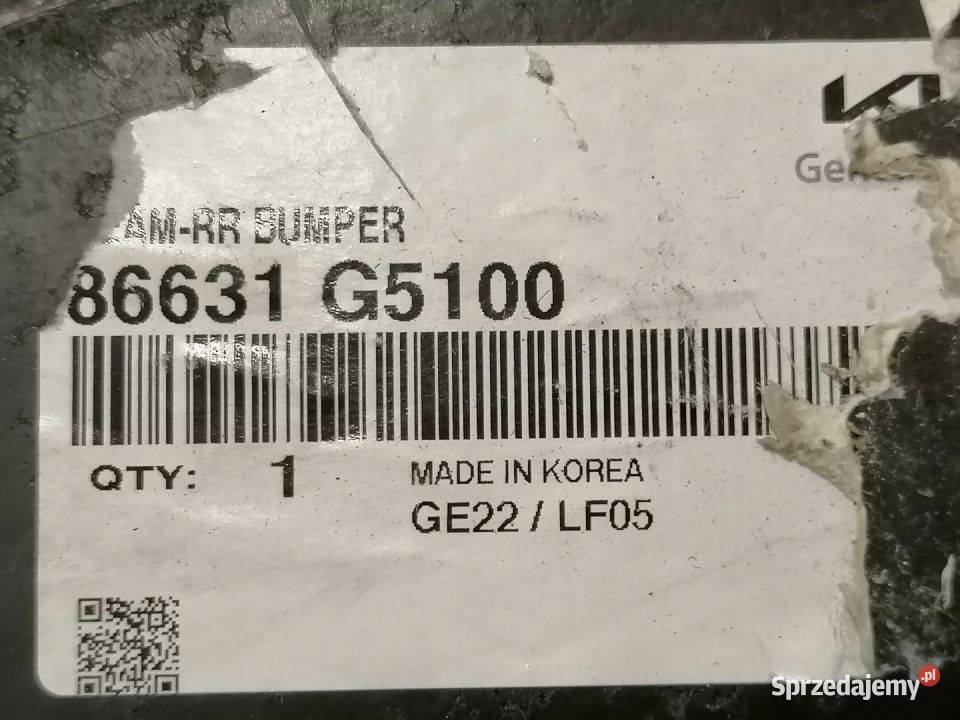 AM-RR BUMPER
86631 G5100
QTY: 1
MADE IN KOREA
GE22 / LF05
Sprzedajemy.pl